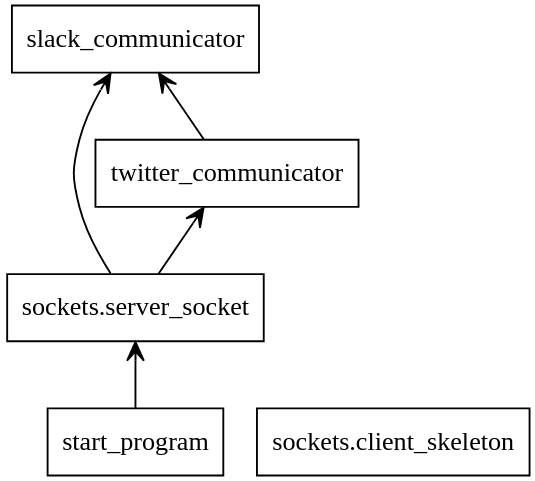 slack_communicator
twitter_communicator
sockets.server_socket
start_program
sockets.client_skeleton